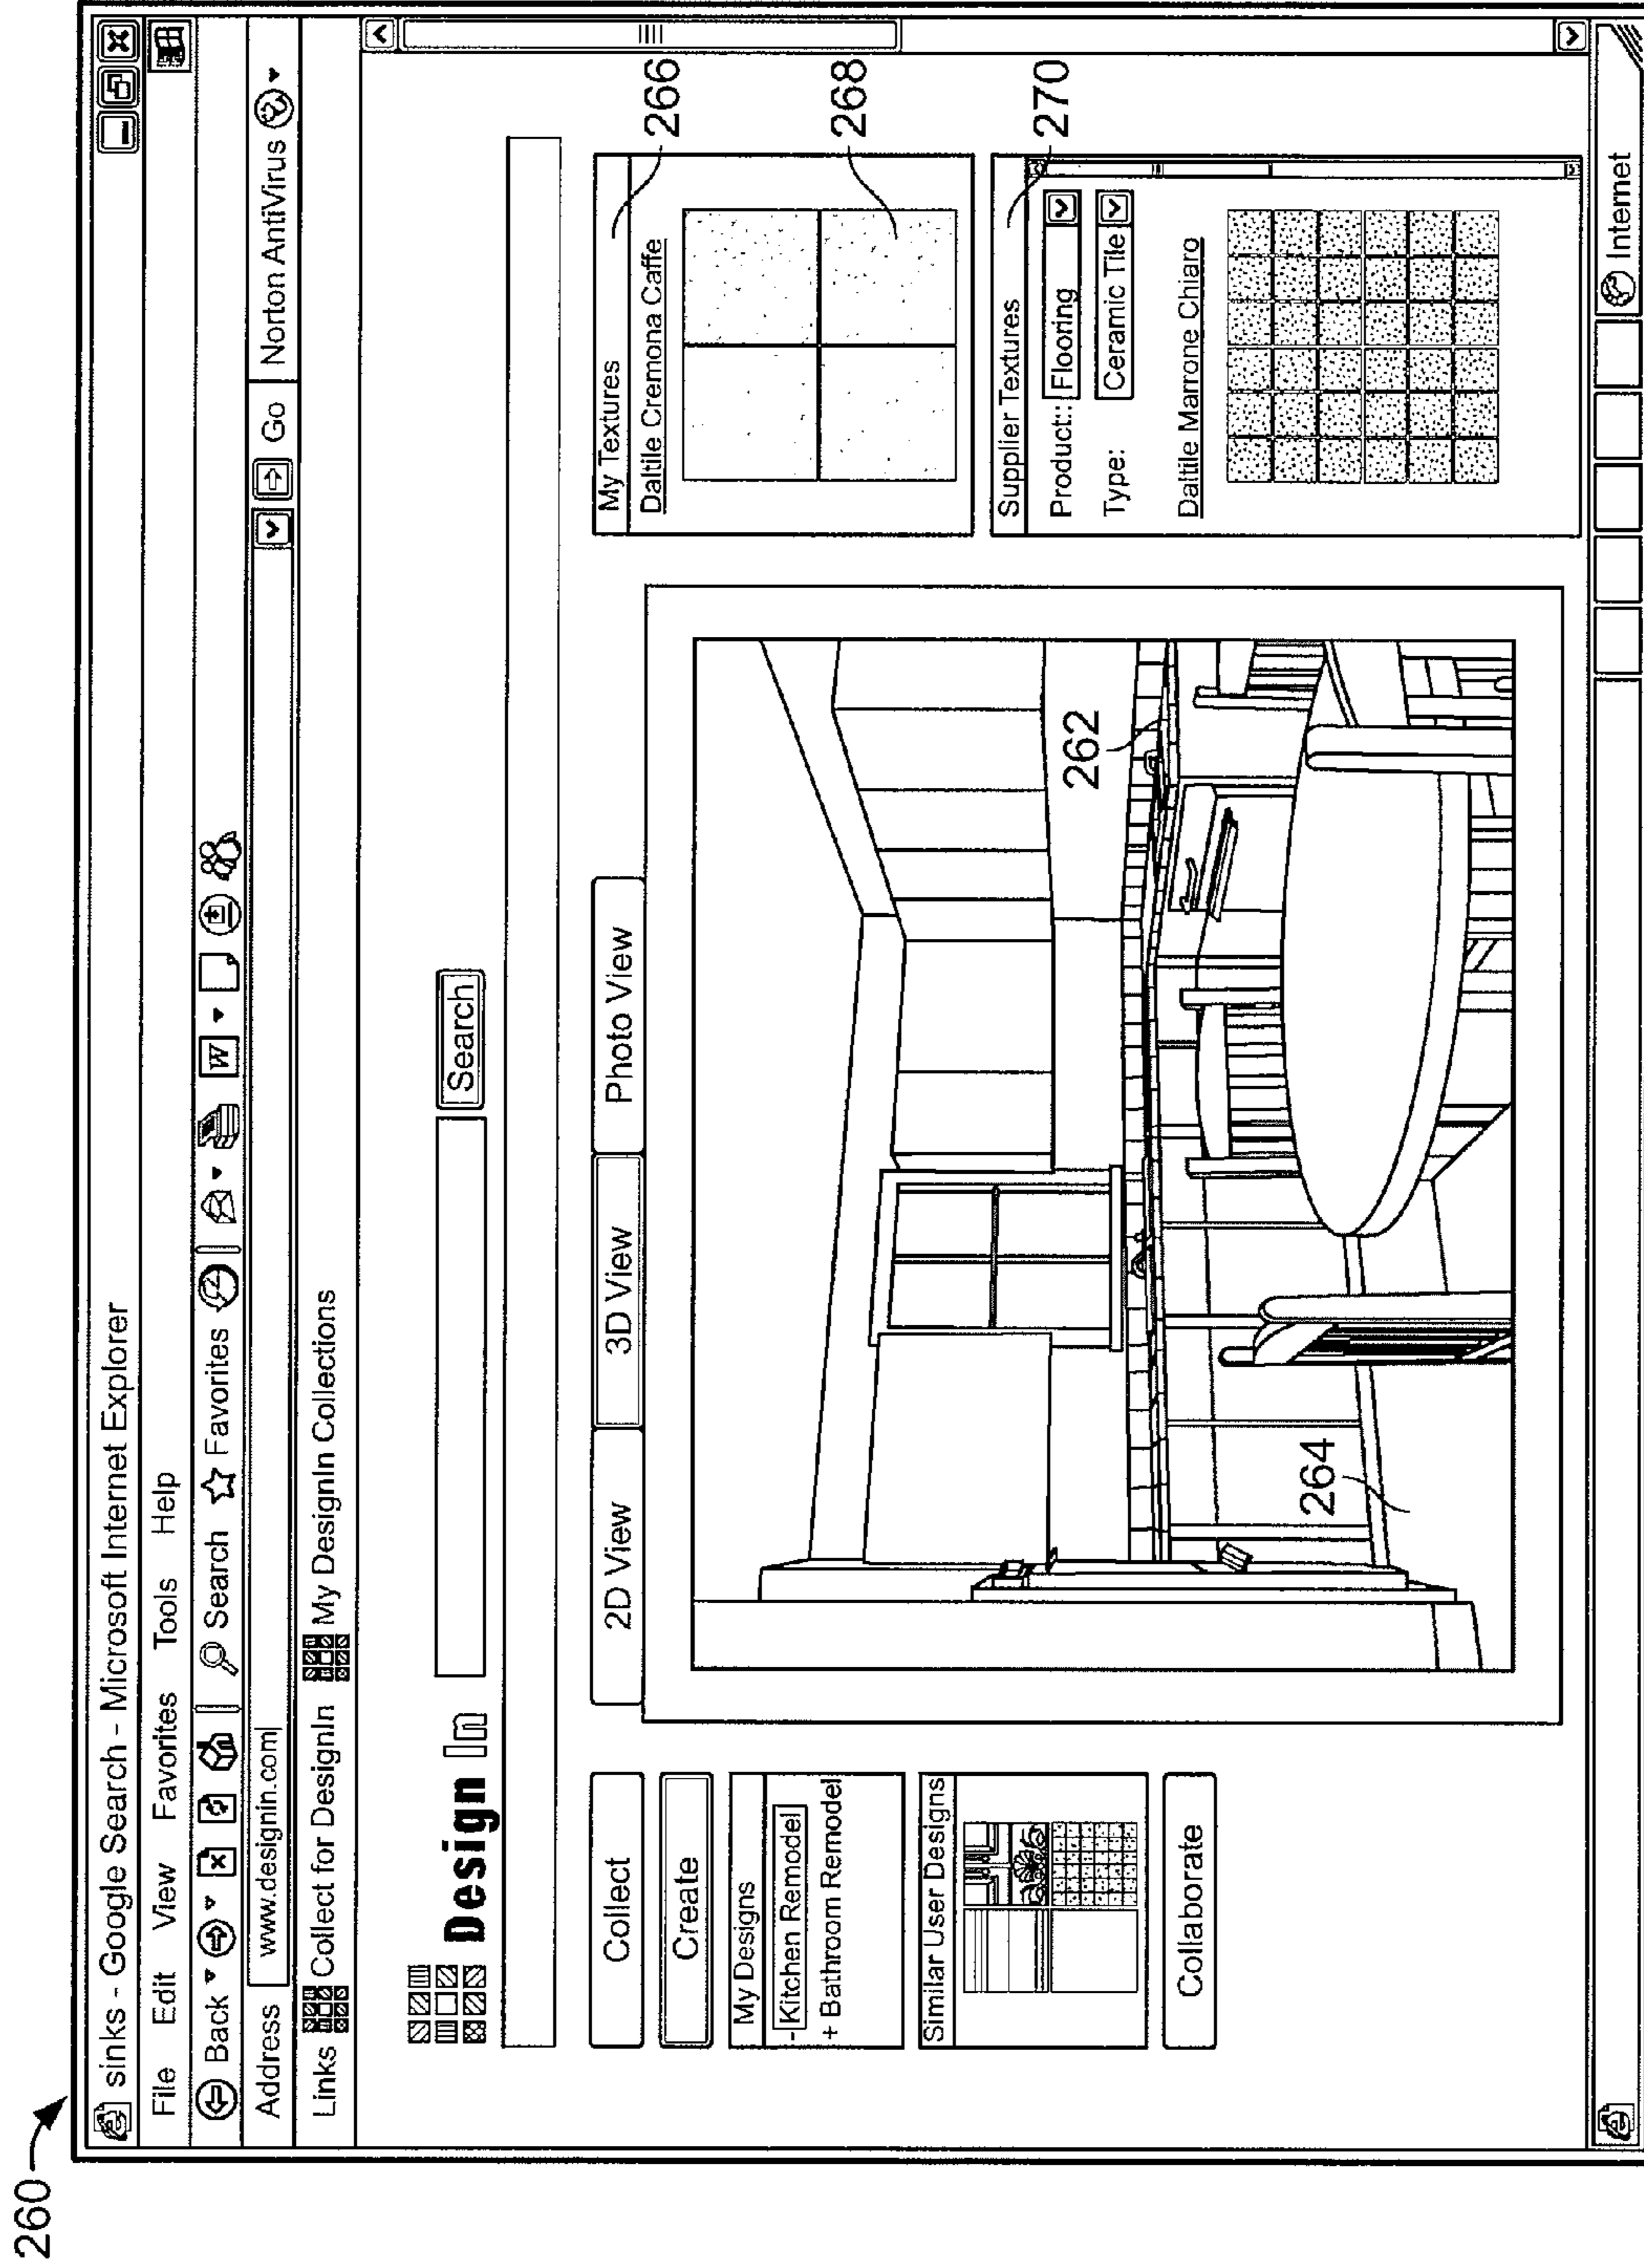 260
sinks - Google Search - Microsoft Internet Explorer
File Edit View Favorites Tools Help
Back Search Favorites W
Address www.designin.com Go Norton AntiVirus
Links Collect for DesignIn My DesignIn Collections
Design In
Search
Collect
Create
My Designs
- Kitchen Remodel
+ Bathroom Remodel
Similar User Designs
Collaborate
2D View 3D View Photo View
262
264
My Textures
266
Daltile Cremona Caffe
268
Supplier Textures
270
Product:: Flooring
Type: Ceramic Tile
Daltile Marrone Chiaro
Internet